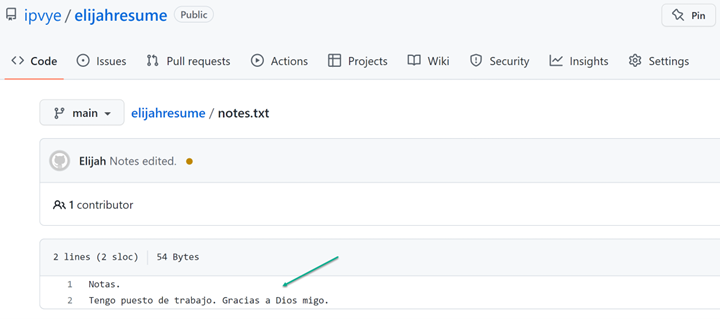 ipvye / elijahresume Public
Pin
Code Issues Pull requests Actions Projects Wiki Security Insights Settings
main elijahresume / notes.txt
Elijah Notes edited.
1 contributor
2 lines (2 sloc) 54 Bytes
1 Notas.
2 Tengo puesto de trabajo. Gracias a Dios migo.